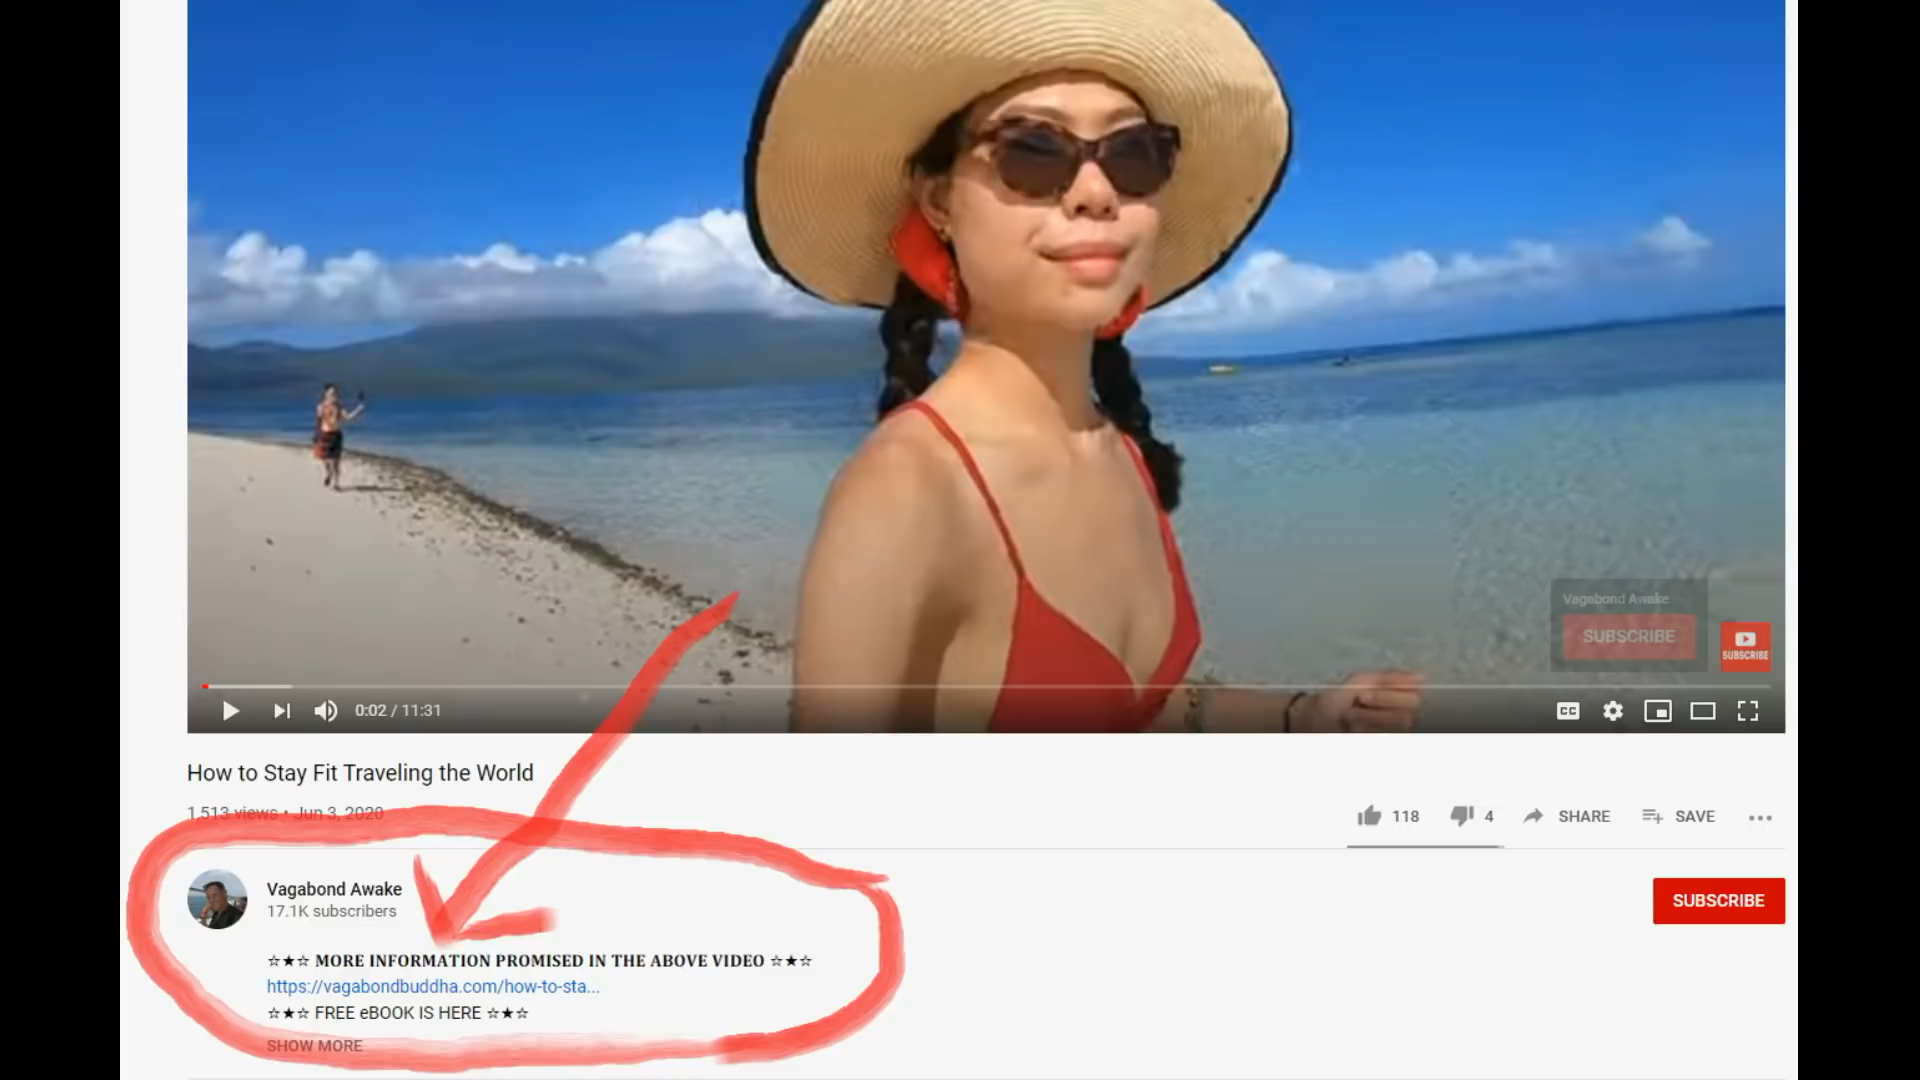 Vagabond Awake
SUBSCRIBE
SUBSCRIBE
0:02 / 11:31
CC
How to Stay Fit Traveling the World
1,513 views • Jun 3, 2020
118
4
SHARE
SAVE
Vagabond Awake
17.1K subscribers
SUBSCRIBE
☆★☆ MORE INFORMATION PROMISED IN THE ABOVE VIDEO ☆★☆
https://vagabondbuddha.com/how-to-sta...
☆★☆ FREE eBOOK IS HERE ☆★☆
SHOW MORE